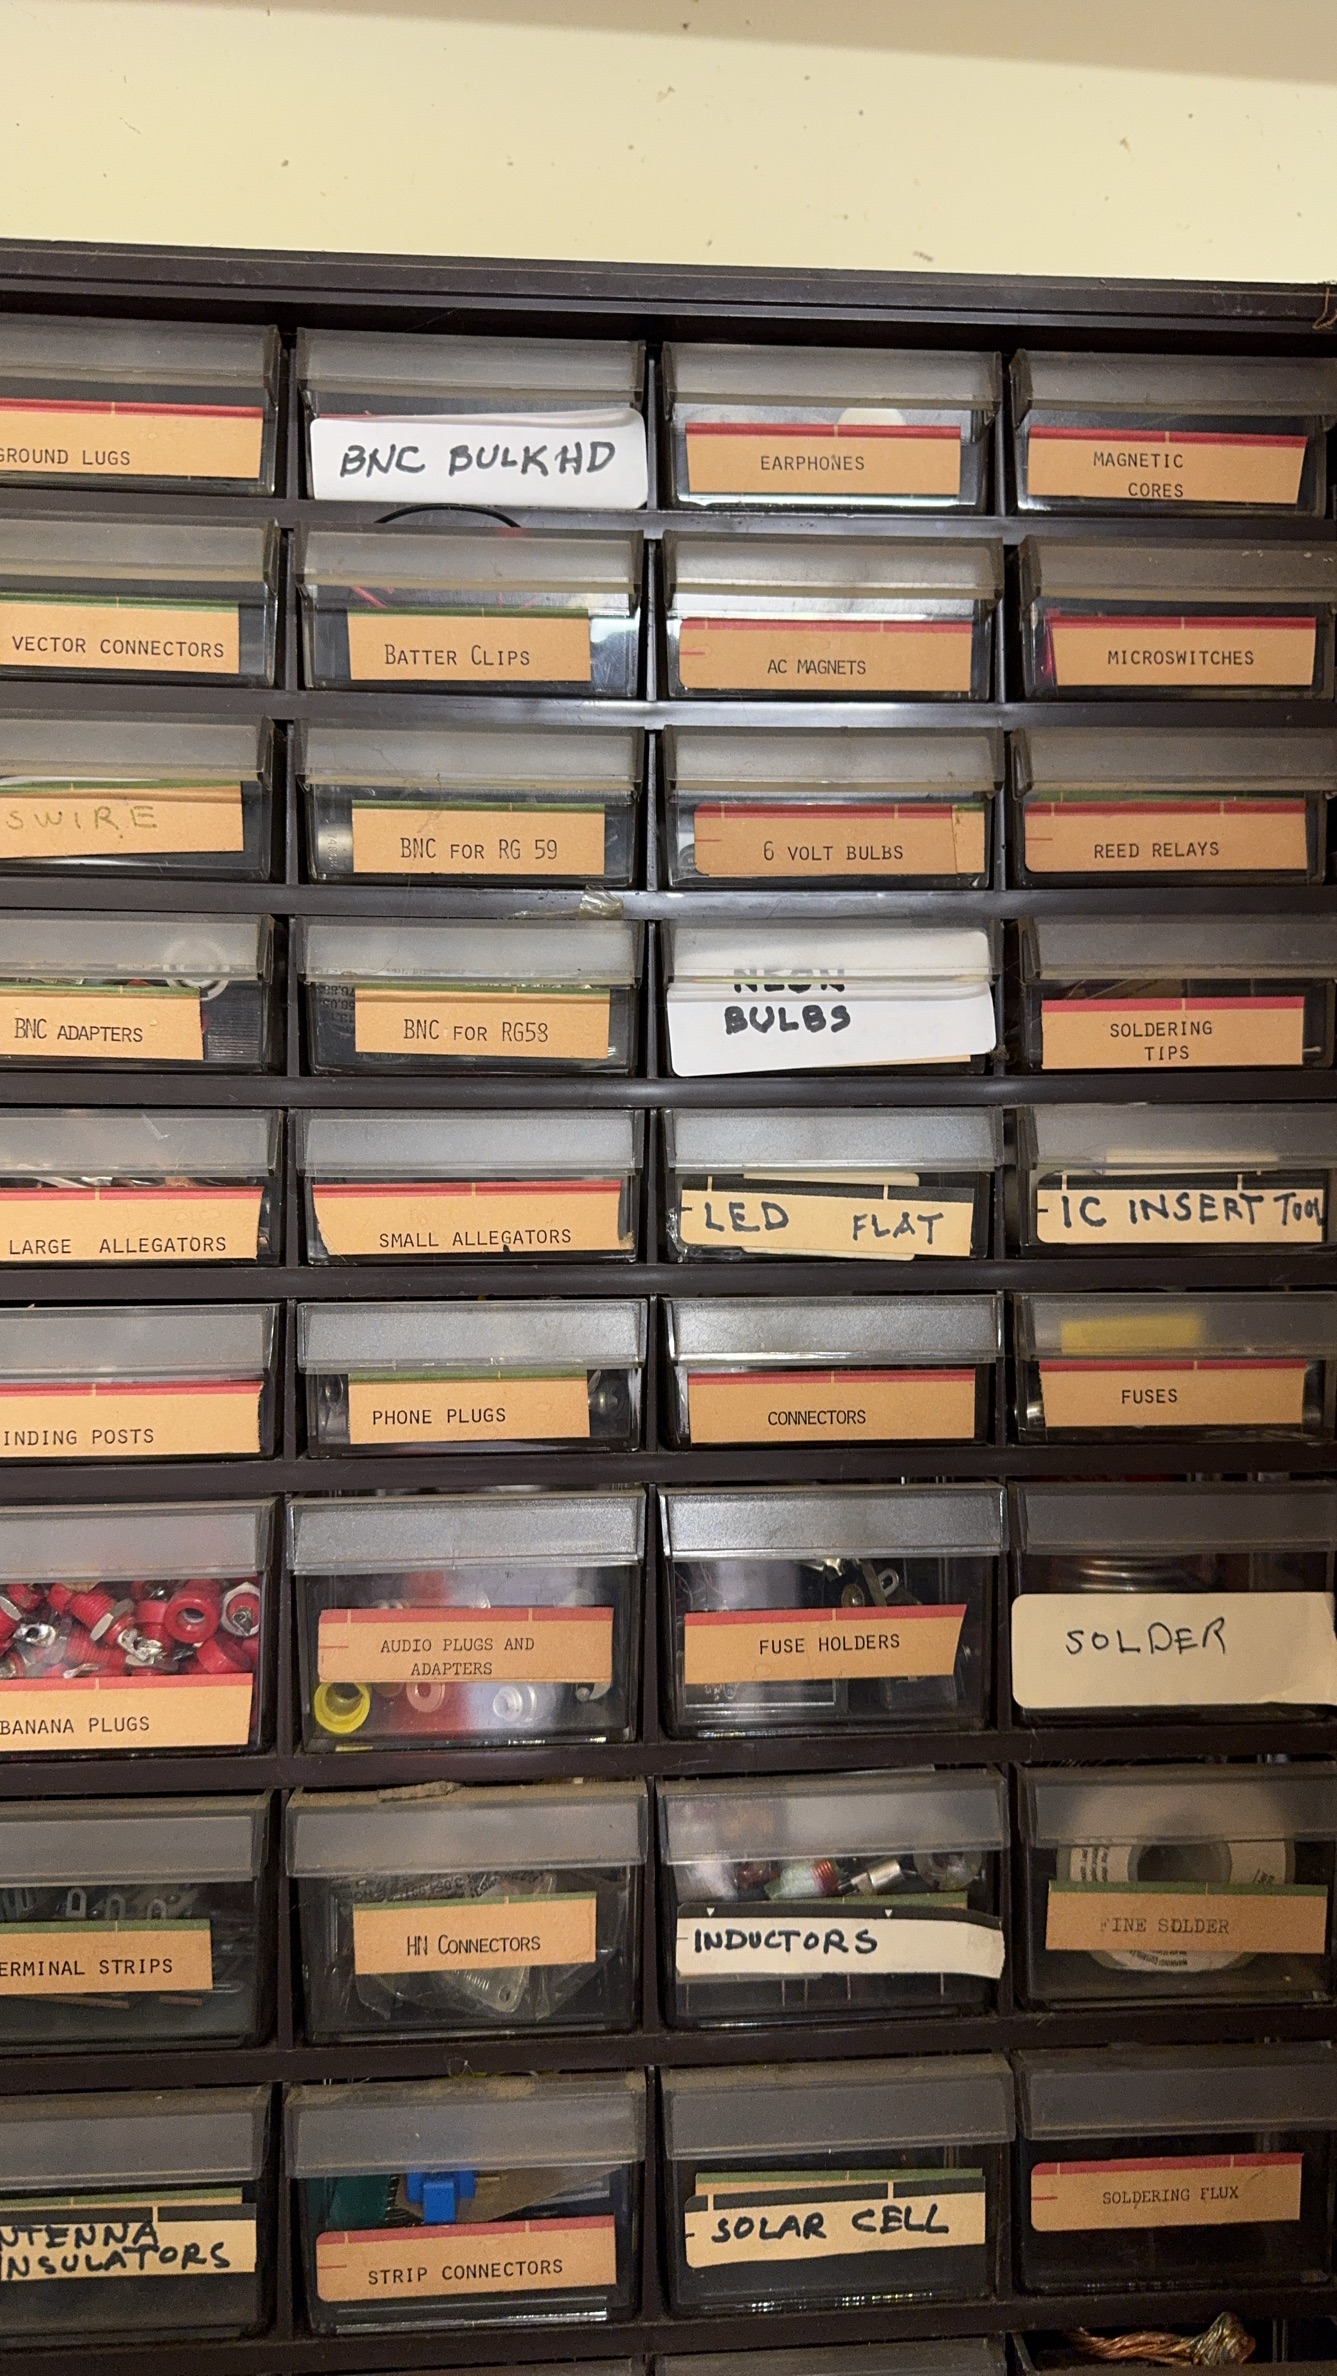 GROUND LUGS
BNC BULKHD
EARPHONES
MAGNETIC
CORES
VECTOR CONNECTORS
BATTER CLIPS
AC MAGNETS
MICROSWITCHES
SWIRE
BNC FOR RG 59
6 VOLT BULBS
REED RELAYS
BNC ADAPTERS
BNC FOR RG58
NEON
BULBS
SOLDERING
TIPS
LARGE ALLEGATORS
SMALL ALLEGATORS
LED FLAT
IC INSERT TOOL
INDING POSTS
PHONE PLUGS
CONNECTORS
FUSES
BANANA PLUGS
AUDIO PLUGS AND
ADAPTERS
FUSE HOLDERS
SOLDER
ERMINAL STRIPS
HN CONNECTORS
INDUCTORS
FINE SOLDER
NTENNA
INSULATORS
STRIP CONNECTORS
SOLAR CELL
SOLDERING FLUX